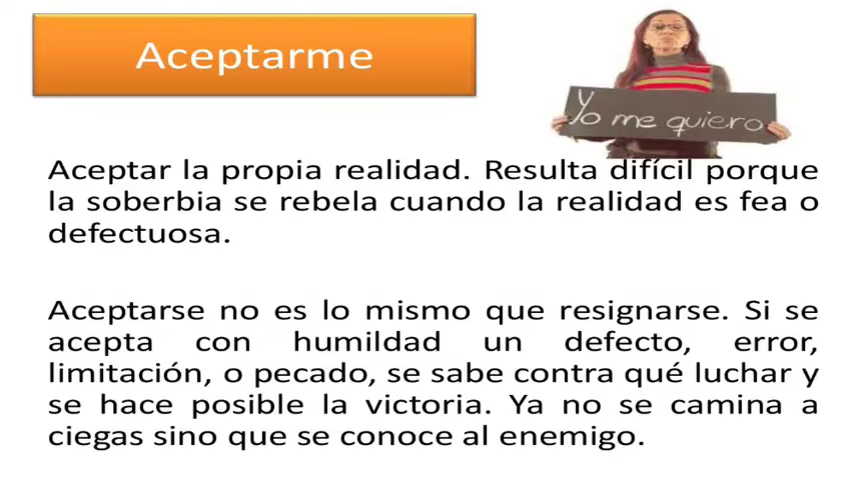 Aceptarme
Yo me quiero
Aceptar la propia realidad. Resulta difícil porque
la soberbia se rebela cuando la realidad es fea o
defectuosa.
Aceptarse no es lo mismo que resignarse. Si se
acepta con humildad un defecto, error,
limitación, o pecado, se sabe contra qué luchar y
se hace posible la victoria. Ya no se camina a
ciegas sino que se conoce al enemigo.